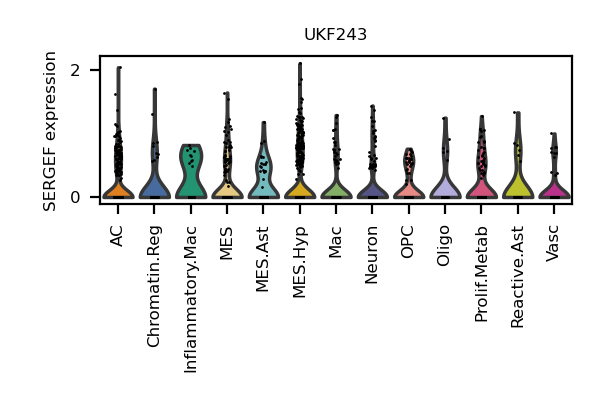 UKF243
SERGEF expression
2
0
AC
Chromatin.Reg
Inflammatory.Mac
MES
MES.Ast
MES.Hyp
Mac
Neuron
OPC
Oligo
Prolif.Metab
Reactive.Ast
Vasc